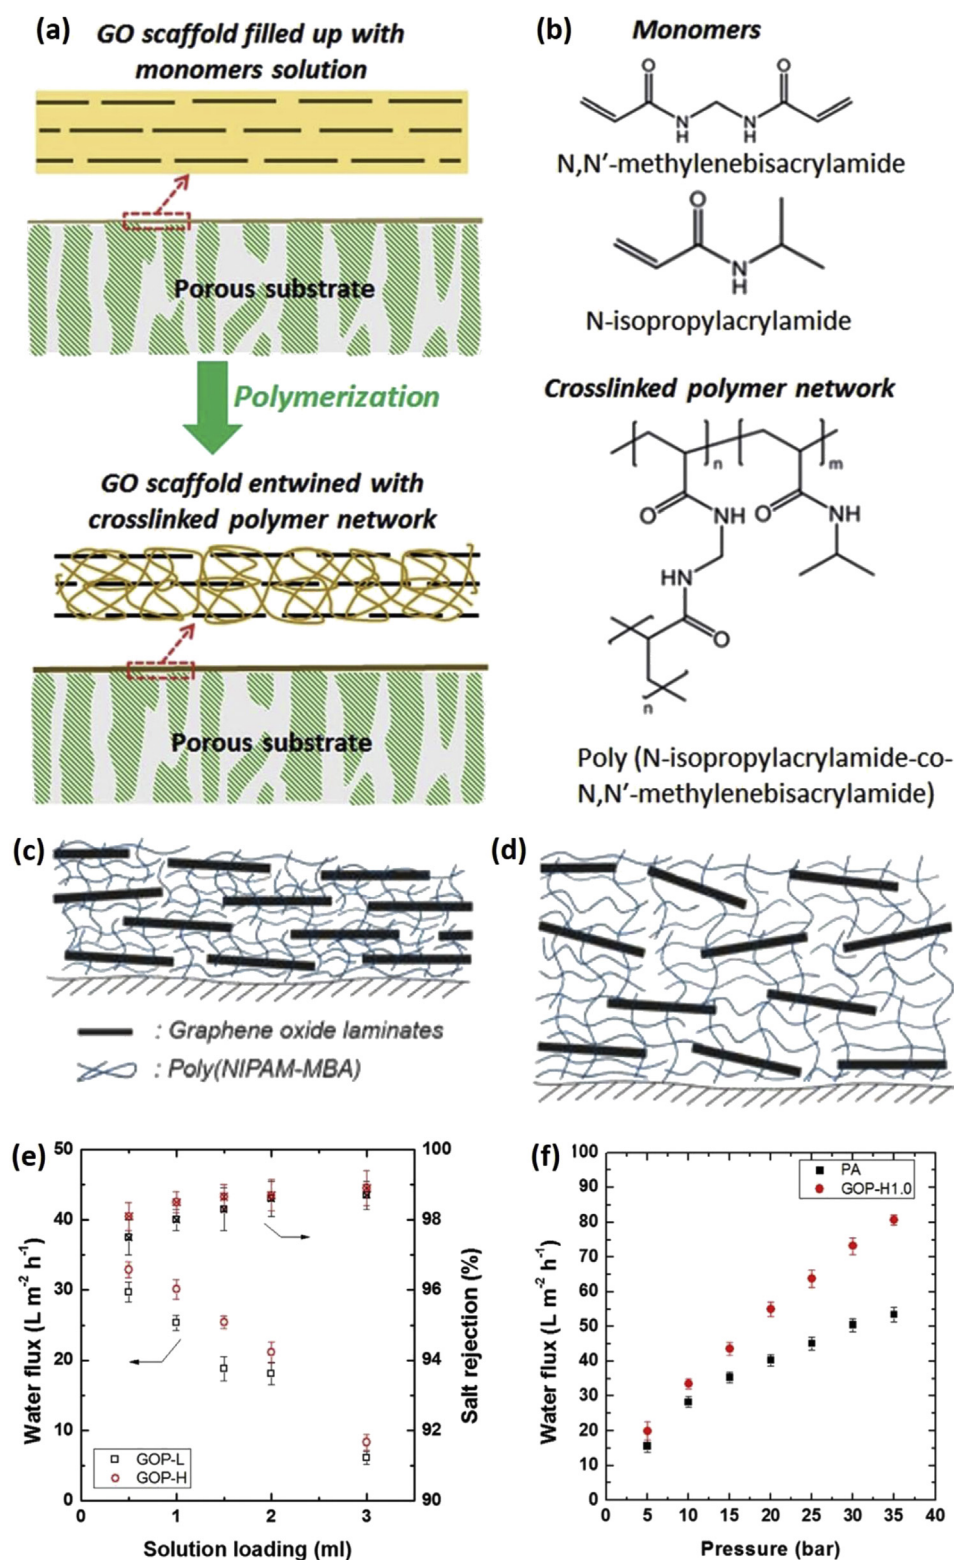 (a)
GO scaffold filled up with
monomers solution
Porous substrate
Polymerization
GO scaffold entwined with
crosslinked polymer network
Porous substrate
(b)
Monomers
O
O
N
H
N
H
N,N′-methylenebisacrylamide
O
N
H
N-isopropylacrylamide
Crosslinked polymer network
n
m
O
NH
O
NH
HN
O
n
Poly (N-isopropylacrylamide-co-
N,N′-methylenebisacrylamide)
(c)
: Graphene oxide laminates
: Poly(NIPAM-MBA)
(d)
(e)
Water flux (L m⁻² h⁻¹)
50
40
30
20
10
0
100
98
96
94
92
90
Salt rejection (%)
GOP-L
GOP-H
0
1
2
3
4
Solution loading (ml)
(f)
Water flux (L m⁻² h⁻¹)
100
90
80
70
60
50
40
30
20
10
0
PA
GOP-H1.0
0
5
10
15
20
25
30
35
40
Pressure (bar)